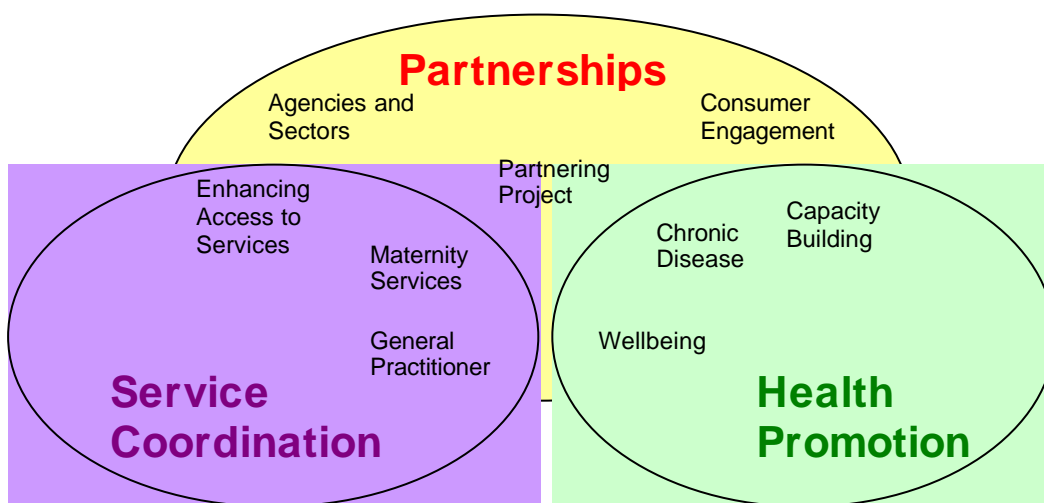 Partnerships
Agencies and
Sectors
Consumer
Engagement
Partnering
Project
Enhancing
Access to
Services
Maternity
Services
General
Practitioner
Service
Coordination
Capacity
Building
Chronic
Disease
Wellbeing
Health
Promotion